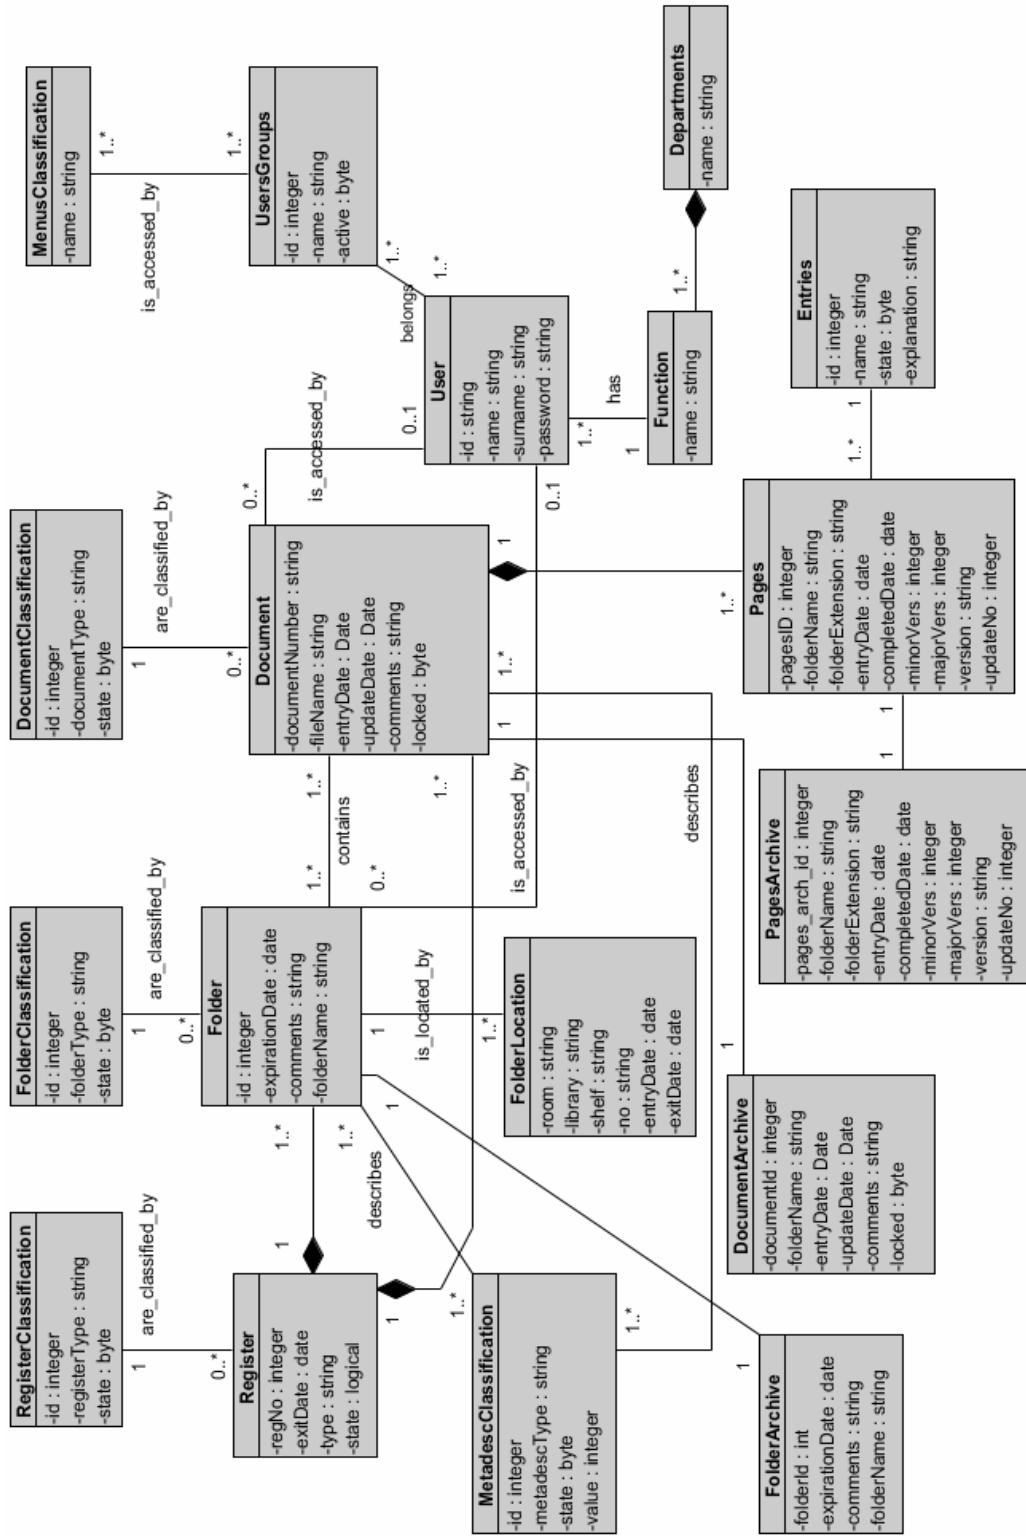 RegisterClassification
-id : integer
-registerType : string
-state : byte
FolderClassification
-id : integer
-folderType : string
-state : byte
DocumentClassification
-id : integer
-documentType : string
-state : byte
MenusClassification
-name : string
1
are_classified_by
0..*
1
are_classified_by
0..*
1
are_classified_by
0..*
1..*
is_accessed_by
1..*
Register
-regNo : integer
-exitDate : date
-type : string
-state : logical
1
1..*
Folder
-id : integer
-expirationDate : date
-comments : string
-folderName : string
1..*
contains
1..*
Document
-documentNumber : string
-fileName : string
-entryDate : Date
-updateDate : Date
-comments : string
-locked : byte
0..*
is_accessed_by
0..1
UsersGroups
-id : integer
-name : string
-active : byte
1..*
belongs
1..*
User
-id : string
-name : string
-surname : string
-password : string
1
1..*
describes
1..*
1..*
0..*
is_accessed_by
0..1
1
is_located_by
1..*
1
1
MetadescClassification
-id : integer
-metadescType : string
-state : byte
-value : integer
FolderLocation
-room : string
-library : string
-shelf : string
-no : string
-entryDate : date
-exitDate : date
1..*
describes
1..*
1
1
1
1..*
1..*
has
1
Function
-name : string
1..*
Departments
-name : string
FolderArchive
-folderId : int
-expirationDate : date
-comments : string
-folderName : string
DocumentArchive
-documentId : integer
-folderName : string
-entryDate : Date
-updateDate : Date
-comments : string
-locked : byte
PagesArchive
-pages_arch_id : integer
-folderName : string
-folderExtension : string
-entryDate : date
-completedDate : date
-minorVers : integer
-majorVers : integer
-version : string
-updateNo : integer
1
1
Pages
-pagesID : integer
-folderName : string
-folderExtension : string
-entryDate : date
-completedDate : date
-minorVers : integer
-majorVers : integer
-version : string
-updateNo : integer
1..*
1
Entries
-id : integer
-name : string
-state : byte
-explanation : string